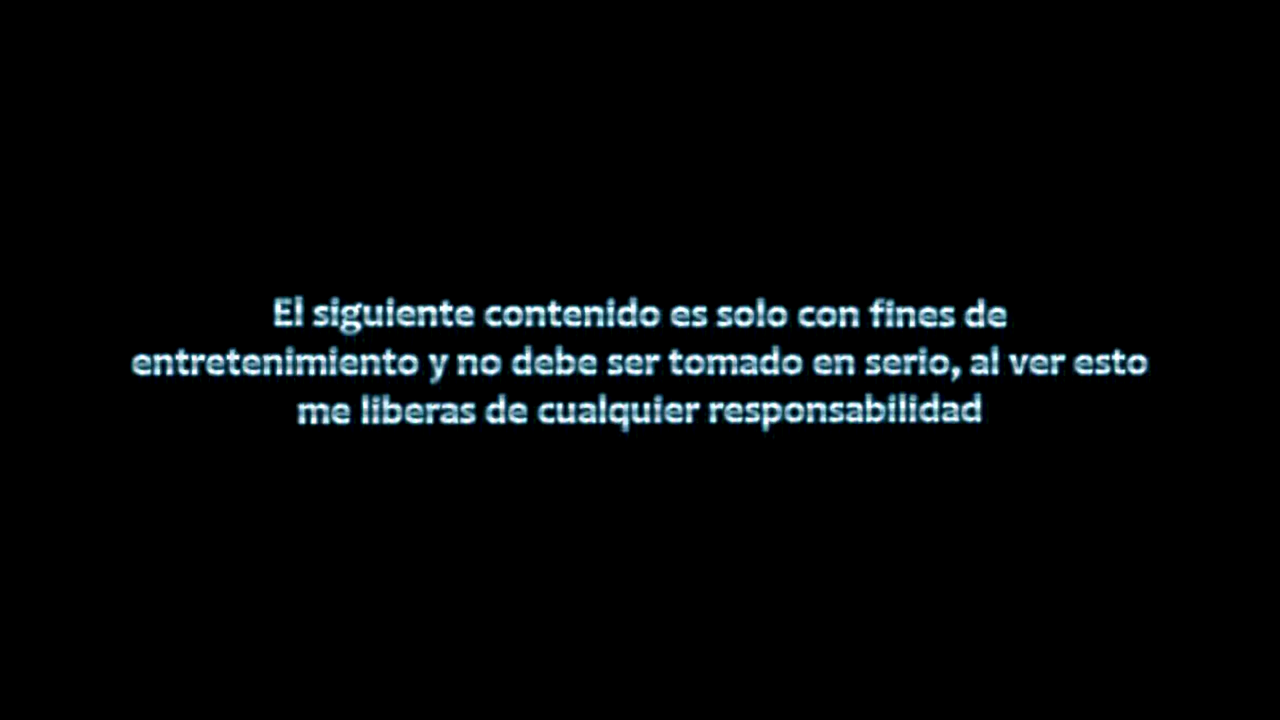 El siguiente contenido es solo con fines de
entretenimiento y no debe ser tomado en serio, al ver esto
me liberas de cualquier responsabilidad